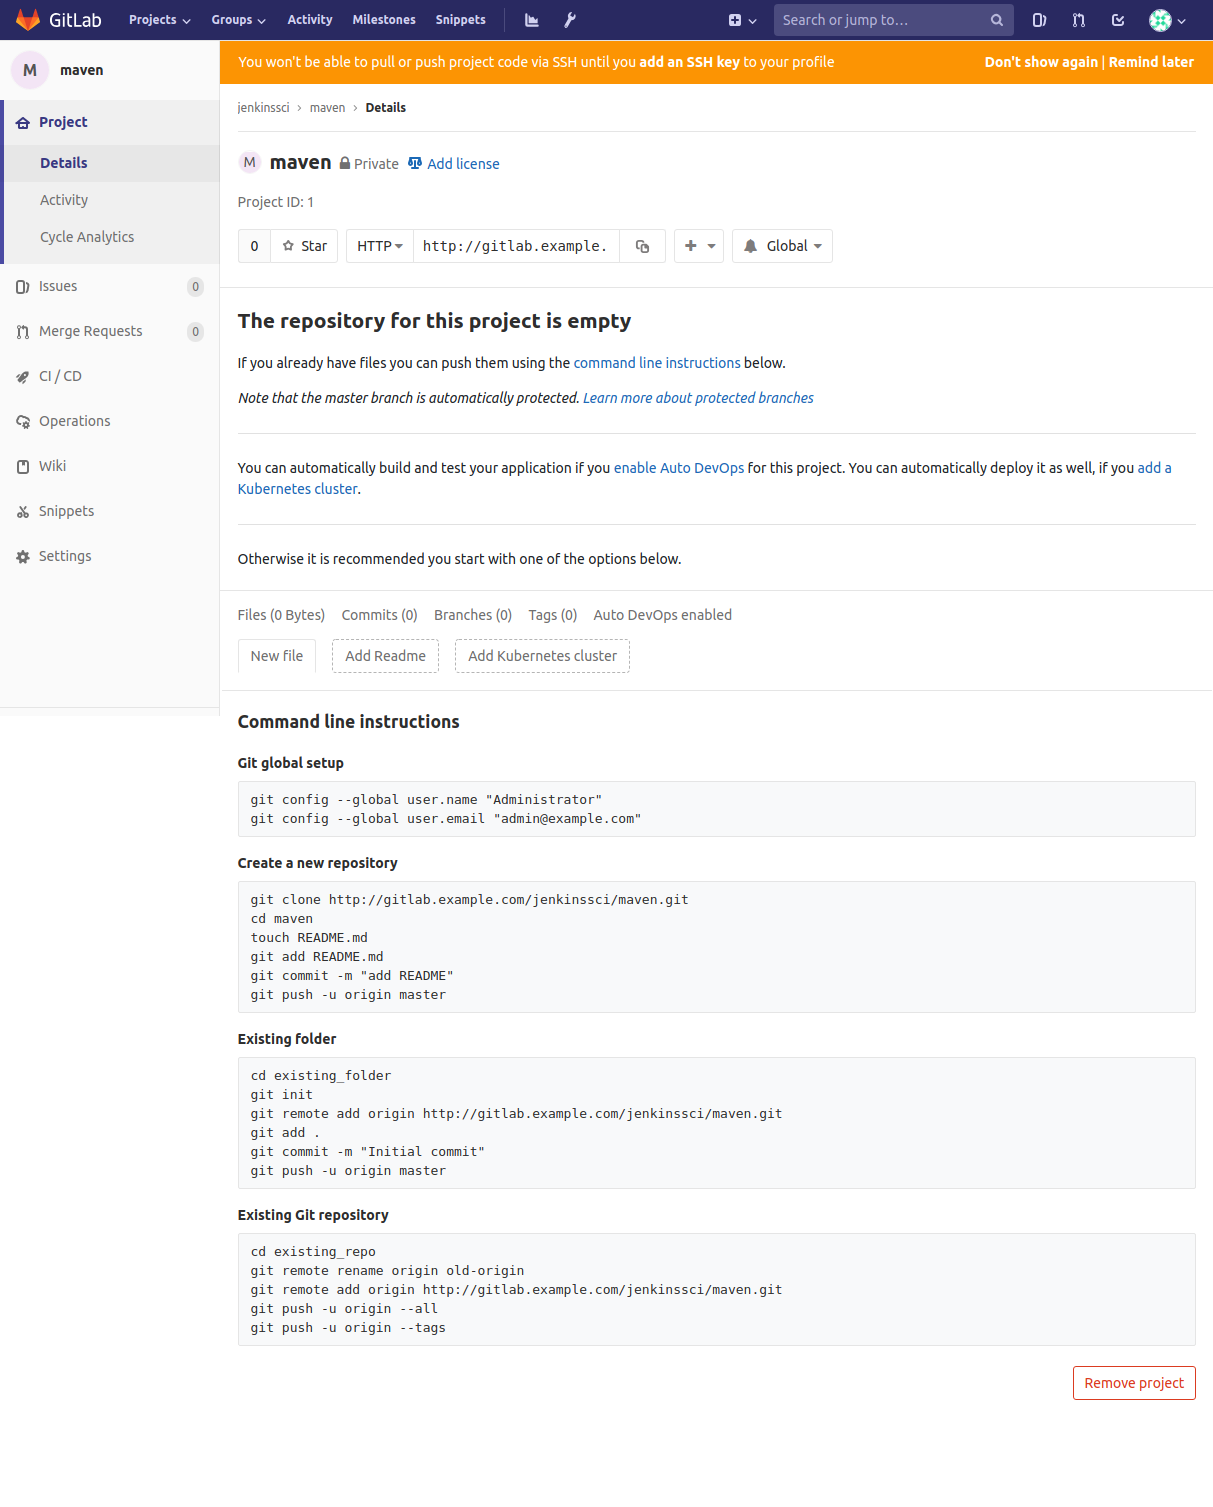 GitLab Projects Groups Activity Milestones Snippets Search or jump to…
M maven
You won't be able to pull or push project code via SSH until you add an SSH key to your profile Don't show again | Remind later
Project
Details
Activity
Cycle Analytics
Issues 0
Merge Requests 0
CI / CD
Operations
Wiki
Snippets
Settings
jenkinssci › maven › Details
M maven Private Add license
Project ID: 1
0 Star HTTP http://gitlab.example. Global
The repository for this project is empty
If you already have files you can push them using the command line instructions below.
Note that the master branch is automatically protected. Learn more about protected branches
You can automatically build and test your application if you enable Auto DevOps for this project. You can automatically deploy it as well, if you add a
Kubernetes cluster.
Otherwise it is recommended you start with one of the options below.
Files (0 Bytes) Commits (0) Branches (0) Tags (0) Auto DevOps enabled
New file Add Readme Add Kubernetes cluster
Command line instructions
Git global setup
git config --global user.name "Administrator"
git config --global user.email "admin@example.com"
Create a new repository
git clone http://gitlab.example.com/jenkinssci/maven.git
cd maven
touch README.md
git add README.md
git commit -m "add README"
git push -u origin master
Existing folder
cd existing_folder
git init
git remote add origin http://gitlab.example.com/jenkinssci/maven.git
git add .
git commit -m "Initial commit"
git push -u origin master
Existing Git repository
cd existing_repo
git remote rename origin old-origin
git remote add origin http://gitlab.example.com/jenkinssci/maven.git
git push -u origin --all
git push -u origin --tags
Remove project